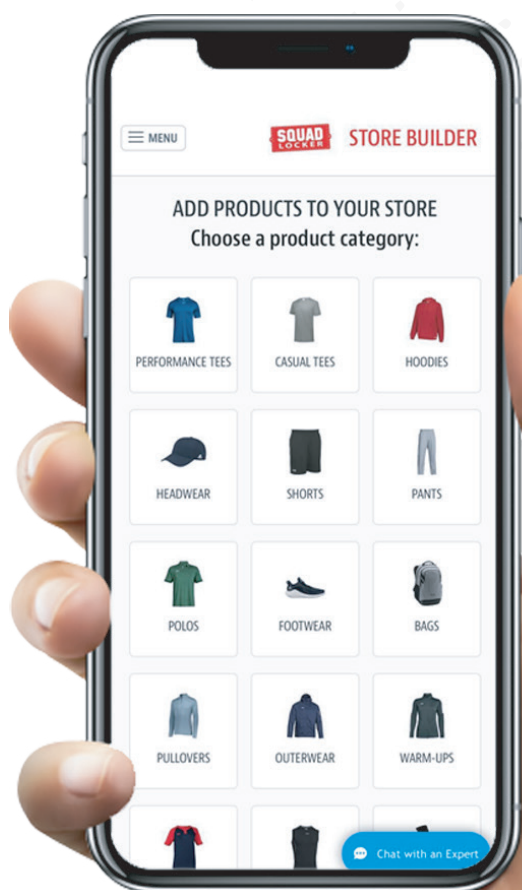 MENU
SQUAD
LOCKER
STORE BUILDER
ADD PRODUCTS TO YOUR STORE
Choose a product category:
PERFORMANCE TEES
CASUAL TEES
HOODIES
HEADWEAR
SHORTS
PANTS
POLOS
FOOTWEAR
BAGS
PULLOVERS
OUTERWEAR
WARM-UPS
Chat with an Expert